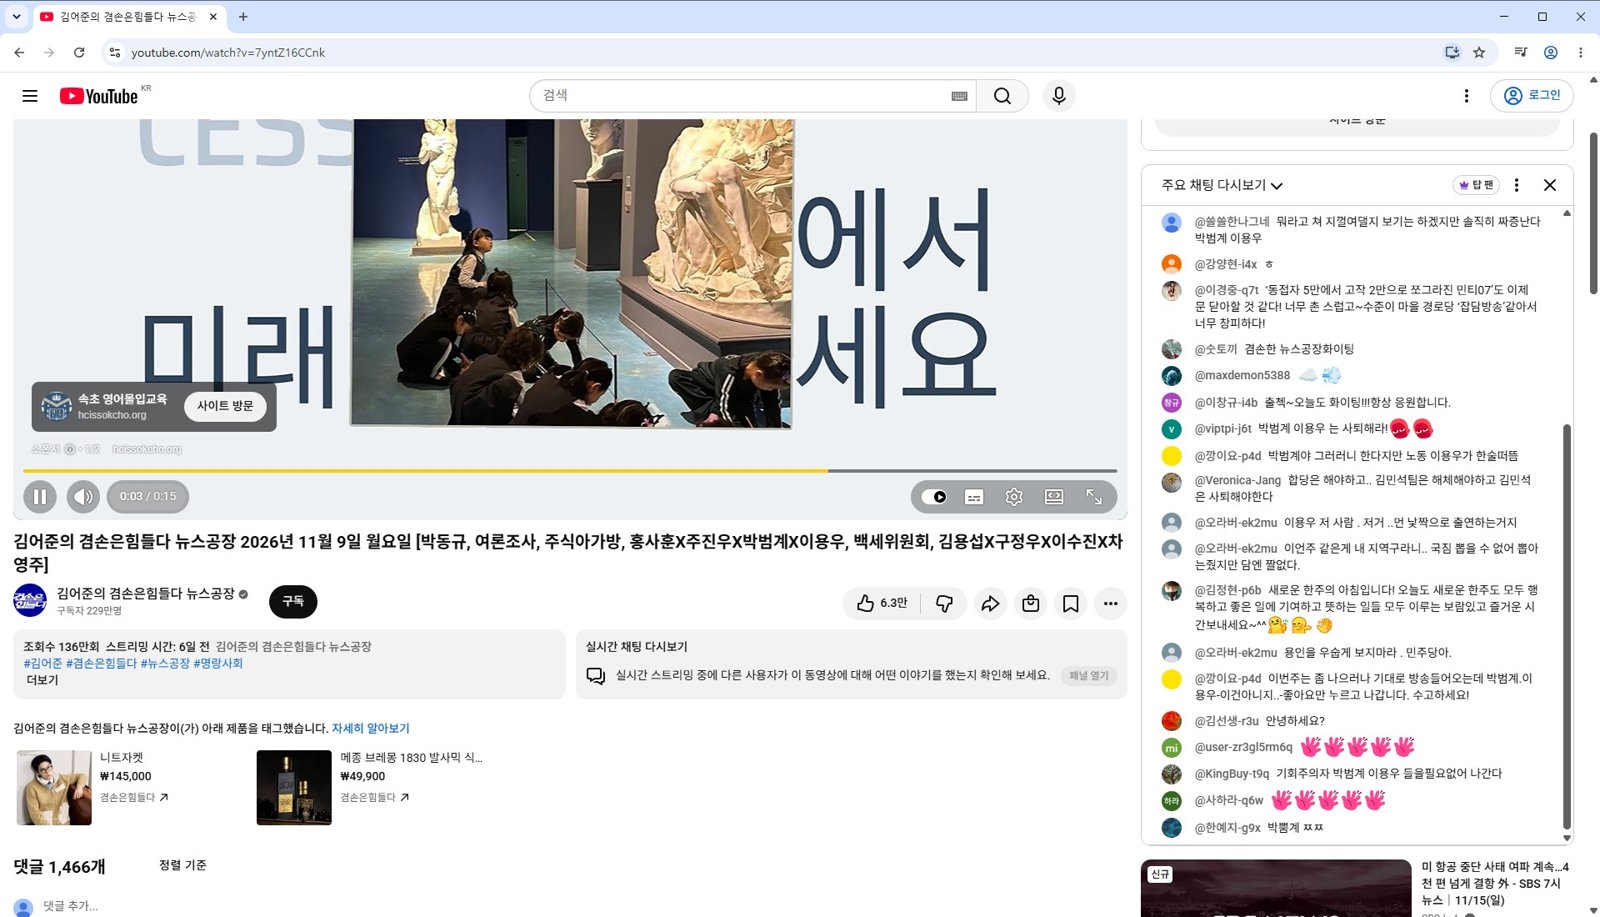 김어준의 겸손은힘들다 뉴스공
youtube.com/watch?v=7yntZ16CCnk
YouTube KR
검색
로그인
CESS
에서
미래
세요
속초 영어몰입교육
hcissokcho.org
사이트 방문
스폰서 · 1/2 hcissokcho.org
0:03 / 0:15
김어준의 겸손은힘들다 뉴스공장 2026년 11월 9일 월요일 [박동규, 여론조사, 주식아가방, 홍사훈X주진우X박범계X이용우, 백세위원회, 김용섭X구정우X이수진X차
영주]
김어준의 겸손은힘들다 뉴스공장
구독자 229만명
구독
6.3만
조회수 136만회 스트리밍 시간: 6일 전 김어준의 겸손은힘들다 뉴스공장
#김어준 #겸손은힘들다 #뉴스공장 #명랑사회
더보기
실시간 채팅 다시보기
실시간 스트리밍 중에 다른 사용자가 이 동영상에 대해 어떤 이야기를 했는지 확인해 보세요.
패널 열기
김어준의 겸손은힘들다 뉴스공장이(가) 아래 제품을 태그했습니다. 자세히 알아보기
니트자켓
₩145,000
겸손은힘들다
메종 브레몽 1830 발사믹 식...
₩49,900
겸손은힘들다
댓글 1,466개
정렬 기준
댓글 추가...
사이트 방문
주요 채팅 다시보기
탑 팬
@쓸쓸한나그네 뭐라고 쳐 지껄여댈지 보기는 하겠지만 솔직히 짜증난다
박범계 이용우
@강양현-i4x ㅎ
@이경중-q7t '동접자 5만에서 고작 2만으로 쪼그라진 민티07'도 이제
문 닫아할 것 같다! 너무 촌 스럽고~수준이 마을 경로당 '잡담방송'같아서
너무 창피하다!
@숫토끼 겸손한 뉴스공장화이팅
@maxdemon5388
창규
@이창규-i4b 출첵~오늘도 화이팅!!!항상 응원합니다.
V
@viptpi-j6t 박범계 이용우 는 사퇴해라!
@깡이요-p4d 박범계야 그러러니 한다지만 노동 이용우가 한술떠뜸
@Veronica-Jang 합당은 해야하고.. 김민석팀은 해체해야하고 김민석
은 사퇴해야한다
@오라버-ek2mu 이용우 저 사람 . 저거 ..먼 낯짝으로 출연하는거지
@오라버-ek2mu 이언주 같은게 내 지역구라니.. 국짐 뽑을 수 없어 뽑아
는줬지만 담엔 짤없다.
@김정현-p6b 새로운 한주의 아침입니다! 오늘도 새로운 한주도 모두 행
복하고 좋은 일에 기여하고 뜻하는 일들 모두 이루는 보람있고 즐거운 시
간보내세요~^^
@오라버-ek2mu 용인을 우숩게 보지마라 . 민주당아.
@깡이요-p4d 이번주는 좀 나으러나 기대로 방송들어오는데 박범계.이
용우-이건아니지..-좋아요만 누르고 나갑니다. 수고하세요!
@김선생-r3u 안녕하세요?
mi
@user-zr3gl5rm6q
@KingBuy-t9q 기회주의자 박범계 이용우 들을필요없어 나간다
하라
@사하라-q6w
@한예지-g9x 박뿜계 ㅉㅉ
신규
미 항공 중단 사태 여파 계속...4
천 편 넘게 결항 外 - SBS 7시
뉴스 | 11/15(일)